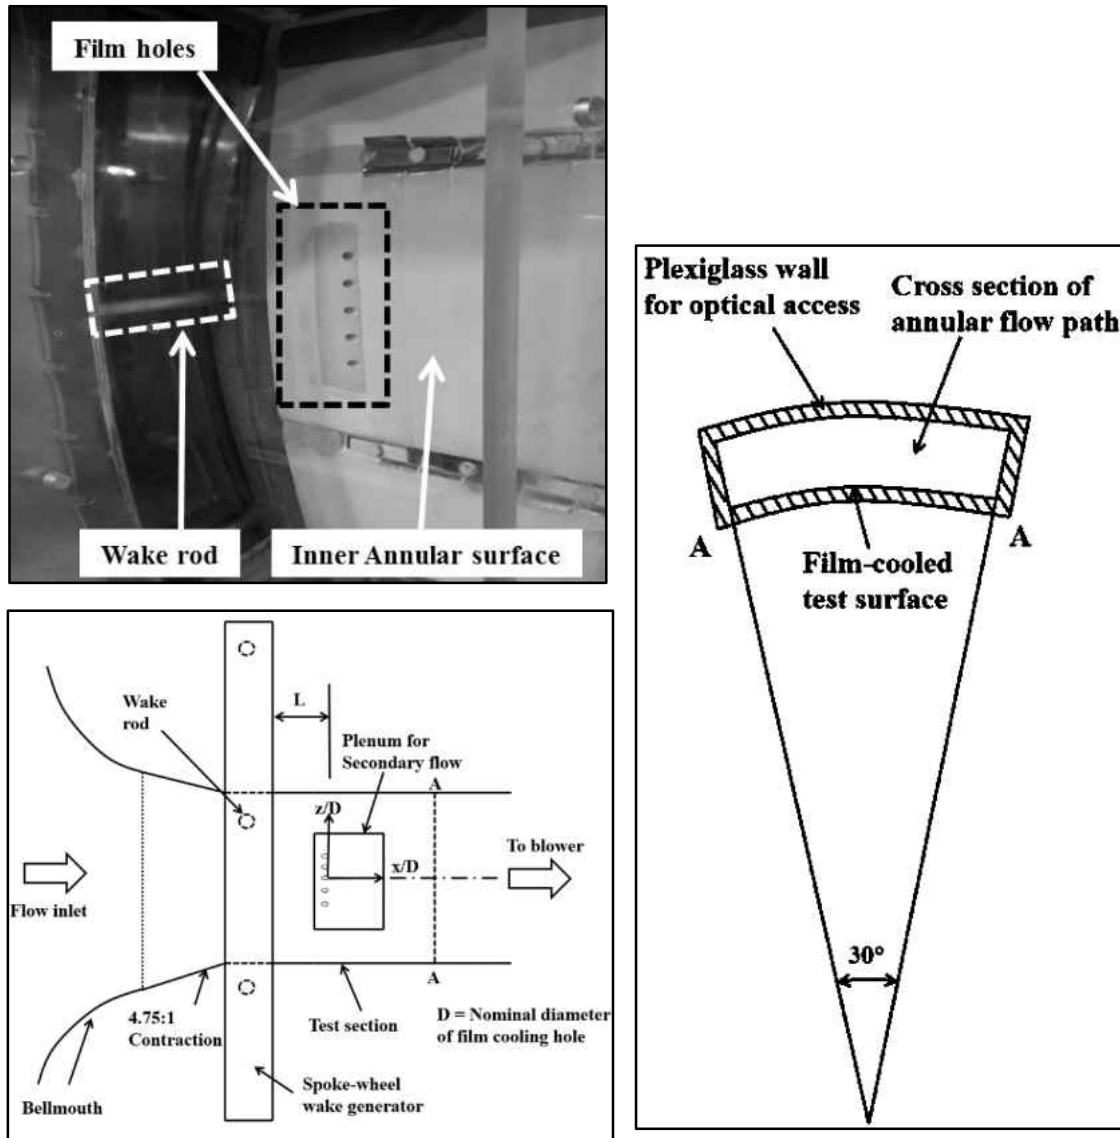 Film holes
Wake rod
Inner Annular surface
Wake
rod
L
Plenum for
Secondary flow
A
z/D
x/D
To blower
Flow inlet
A
4.75:1
Contraction
Test section
D = Nominal diameter
of film cooling hole
Bellmouth
Spoke-wheel
wake generator
Plexiglass wall
for optical access
Cross section of
annular flow path
A
A
Film-cooled
test surface
30°